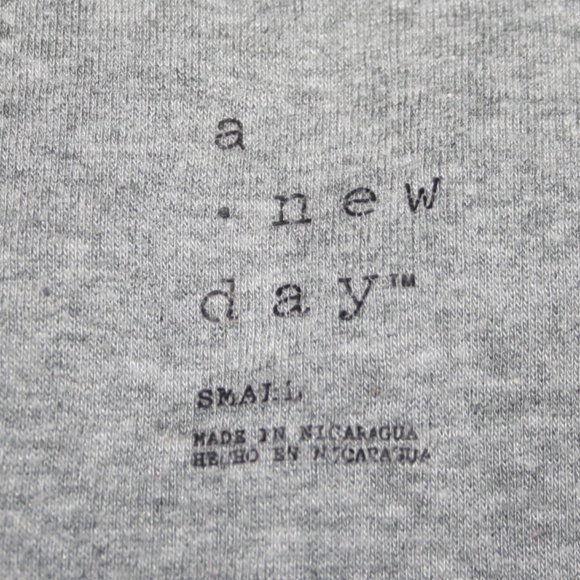 a
. new
day™
SMALL
MADE IN NICARAGUA
HECHO EN NICARAGUA